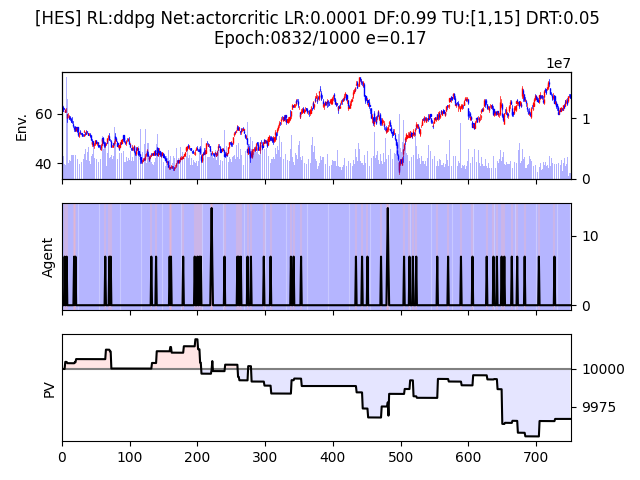 [HES] RL:ddpg Net:actorcritic LR:0.0001 DF:0.99 TU:[1,15] DRT:0.05
Epoch:0832/1000 e=0.17
1e7
Env.
60
40
1
0
Agent
10
0
PV
10000
9975
0 100 200 300 400 500 600 700